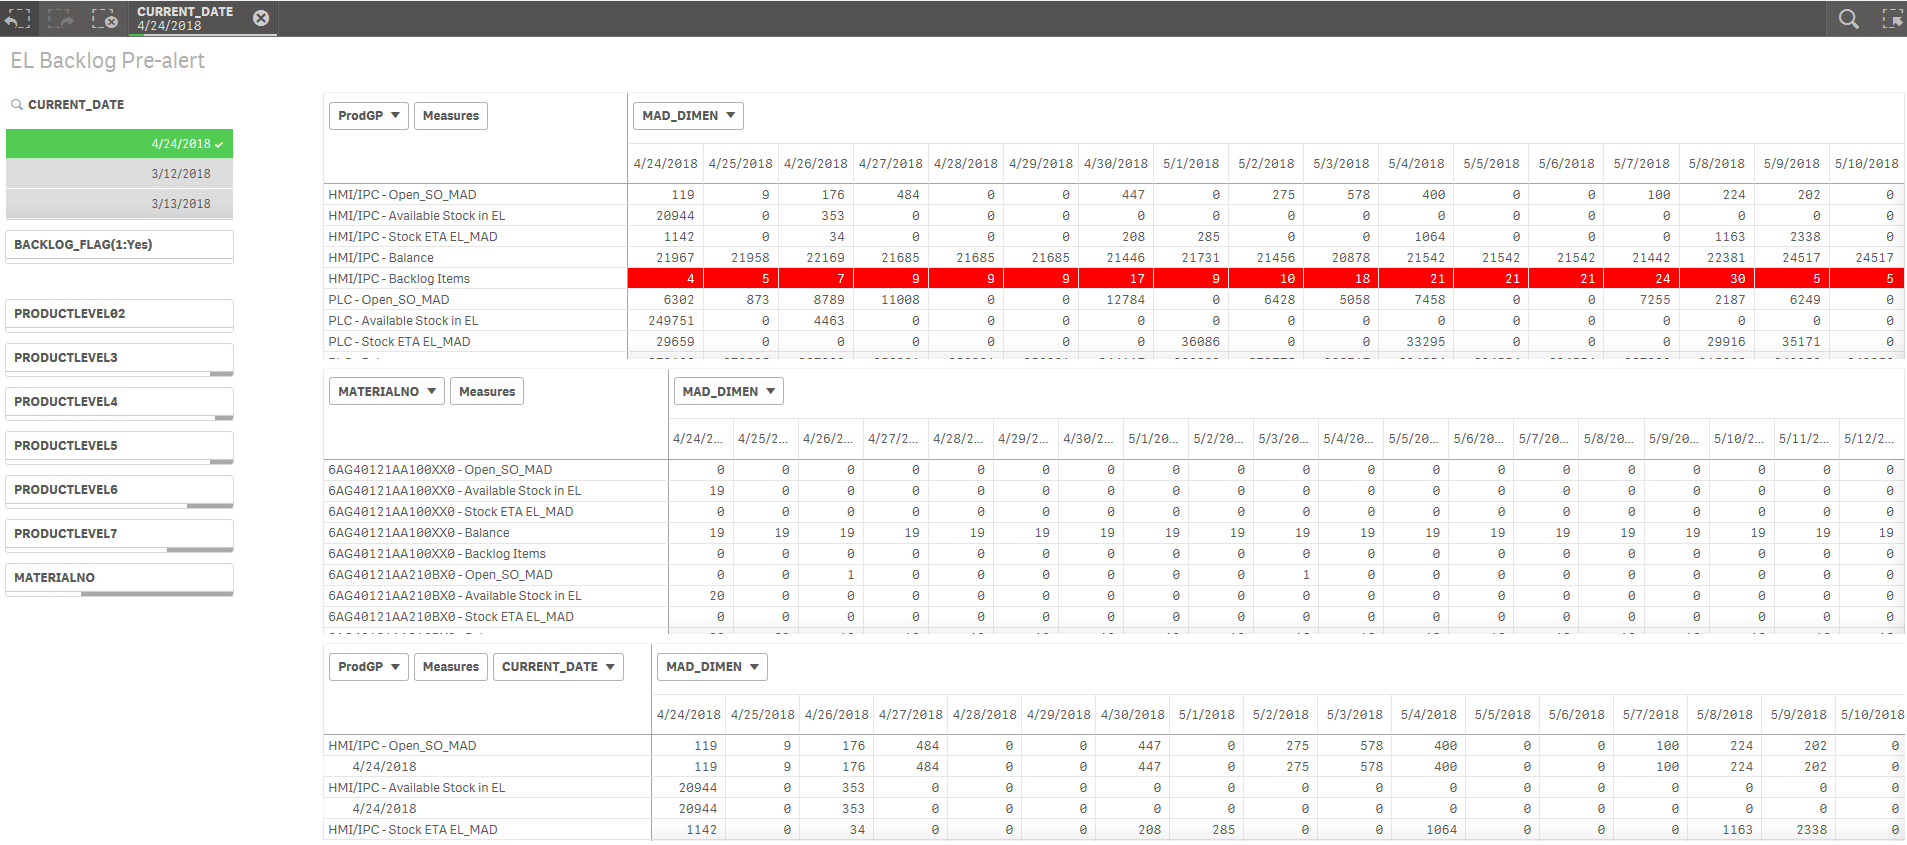 CURRENT_DATE
4/24/2018
EL Backlog Pre-alert
CURRENT_DATE
4/24/2018
3/12/2018
3/13/2018
BACKLOG_FLAG(1:Yes)
PRODUCTLEVEL02
PRODUCTLEVEL3
PRODUCTLEVEL4
PRODUCTLEVEL5
PRODUCTLEVEL6
PRODUCTLEVEL7
MATERIALNO
ProdGP Measures MAD_DIMEN
4/24/2018 4/25/2018 4/26/2018 4/27/2018 4/28/2018 4/29/2018 4/30/2018 5/1/2018 5/2/2018 5/3/2018 5/4/2018 5/5/2018 5/6/2018 5/7/2018 5/8/2018 5/9/2018 5/10/2018
HMI/IPC - Open_SO_MAD 119 9 176 484 0 0 447 0 275 578 400 0 0 100 224 202 0
HMI/IPC - Available Stock in EL 20944 0 353 0 0 0 0 0 0 0 0 0 0 0 0 0 0
HMI/IPC - Stock ETA EL_MAD 1142 0 34 0 0 0 208 285 0 0 1064 0 0 0 1163 2338 0
HMI/IPC - Balance 21967 21958 22169 21685 21685 21685 21446 21731 21456 20878 21542 21542 21542 21442 22381 24517 24517
HMI/IPC - Backlog Items 4 5 7 9 9 9 17 9 10 18 21 21 21 24 30 5 5
PLC - Open_SO_MAD 6302 873 8789 11008 0 0 12784 0 6428 5058 7458 0 0 7255 2187 6249 0
PLC - Available Stock in EL 249751 0 4463 0 0 0 0 0 0 0 0 0 0 0 0 0 0
PLC - Stock ETA EL_MAD 29659 0 0 0 0 0 0 36086 0 0 33295 0 0 0 29916 35171 0
MATERIALNO Measures MAD_DIMEN
4/24/2... 4/25/2... 4/26/2... 4/27/2... 4/28/2... 4/29/2... 4/30/2... 5/1/20... 5/2/20... 5/3/20... 5/4/20... 5/5/20... 5/6/20... 5/7/20... 5/8/20... 5/9/20... 5/10/2... 5/11/2... 5/12/2...
6AG40121AA100XX0 - Open_SO_MAD 0 0 0 0 0 0 0 0 0 0 0 0 0 0 0 0 0 0 0
6AG40121AA100XX0 - Available Stock in EL 19 0 0 0 0 0 0 0 0 0 0 0 0 0 0 0 0 0 0
6AG40121AA100XX0 - Stock ETA EL_MAD 0 0 0 0 0 0 0 0 0 0 0 0 0 0 0 0 0 0 0
6AG40121AA100XX0 - Balance 19 19 19 19 19 19 19 19 19 19 19 19 19 19 19 19 19 19 19
6AG40121AA100XX0 - Backlog Items 0 0 0 0 0 0 0 0 0 0 0 0 0 0 0 0 0 0 0
6AG40121AA210BX0 - Open_SO_MAD 0 0 1 0 0 0 0 0 0 1 0 0 0 0 0 0 0 0 0
6AG40121AA210BX0 - Available Stock in EL 20 0 0 0 0 0 0 0 0 0 0 0 0 0 0 0 0 0 0
6AG40121AA210BX0 - Stock ETA EL_MAD 0 0 0 0 0 0 0 0 0 0 0 0 0 0 0 0 0 0 0
ProdGP Measures CURRENT_DATE MAD_DIMEN
4/24/2018 4/25/2018 4/26/2018 4/27/2018 4/28/2018 4/29/2018 4/30/2018 5/1/2018 5/2/2018 5/3/2018 5/4/2018 5/5/2018 5/6/2018 5/7/2018 5/8/2018 5/9/2018 5/10/2018
HMI/IPC - Open_SO_MAD 119 9 176 484 0 0 447 0 275 578 400 0 0 100 224 202 0
4/24/2018 119 9 176 484 0 0 447 0 275 578 400 0 0 100 224 202 0
HMI/IPC - Available Stock in EL 20944 0 353 0 0 0 0 0 0 0 0 0 0 0 0 0 0
4/24/2018 20944 0 353 0 0 0 0 0 0 0 0 0 0 0 0 0 0
HMI/IPC - Stock ETA EL_MAD 1142 0 34 0 0 0 208 285 0 0 1064 0 0 0 1163 2338 0